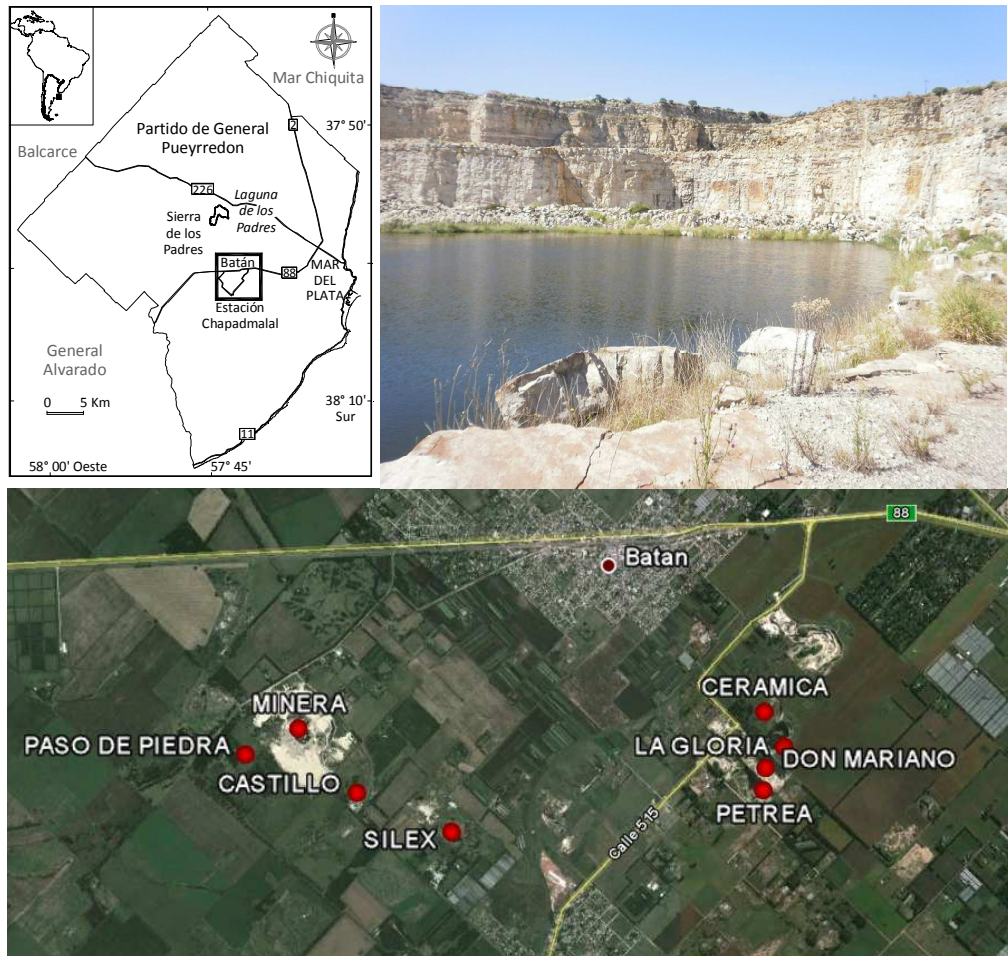 Mar Chiquita
2
37° 50'
Partido de General
Pueyrredon
Balcarce
226
Laguna
de los
Padres
Sierra
de los
Padres
Batán
88
MAR
DEL
PLATA
Estación
Chapadmalal
General
Alvarado
0 5 Km
38° 10'
Sur
11
58° 00' Oeste
57° 45'
88
Batan
CERAMICA
MINERA
LA GLORIA
PASO DE PIEDRA
DON MARIANO
CASTILLO
PETREA
SILEX
Calle 515